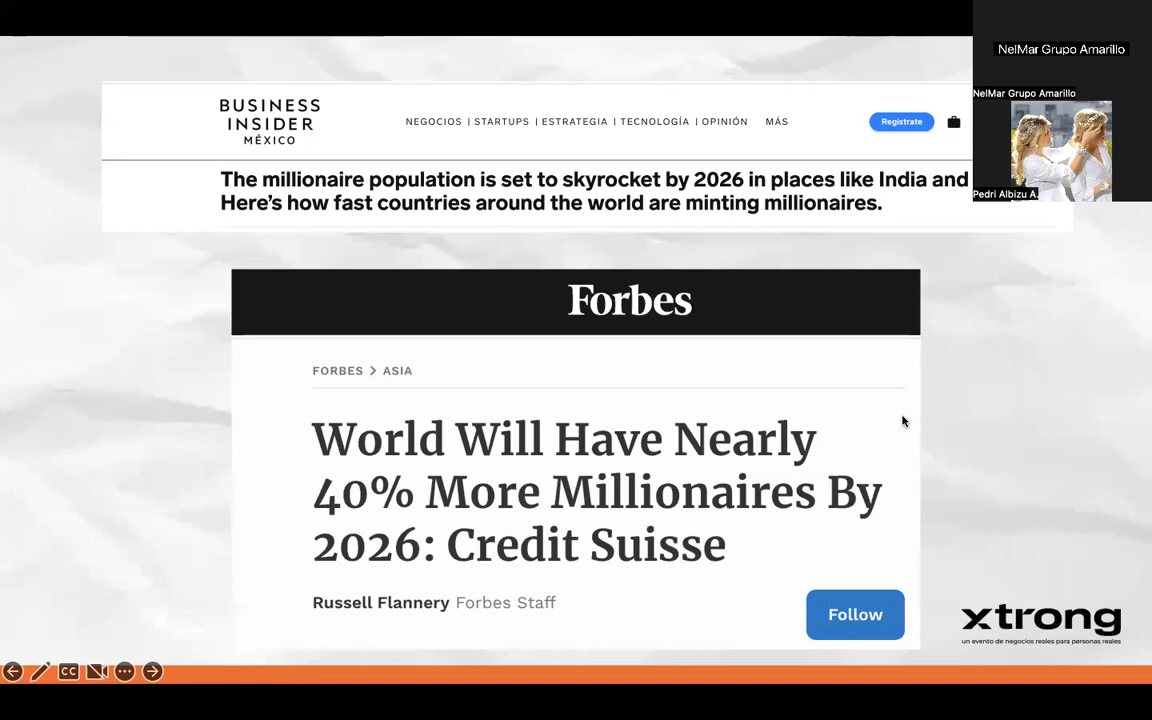 NelMar Grupo Amarillo
NelMar Grupo Amarillo
Pedri Albizu A.
BUSINESS
INSIDER
MÉXICO
NEGOCIOS | STARTUPS | ESTRATEGIA | TECNOLOGÍA | OPINIÓN MÁS
Regístrate
The millionaire population is set to skyrocket by 2026 in places like India and
Here's how fast countries around the world are minting millionaires.
Forbes
FORBES > ASIA
World Will Have Nearly
40% More Millionaires By
2026: Credit Suisse
Russell Flannery Forbes Staff
Follow
xtrong
un evento de negocios reales para personas reales
CC